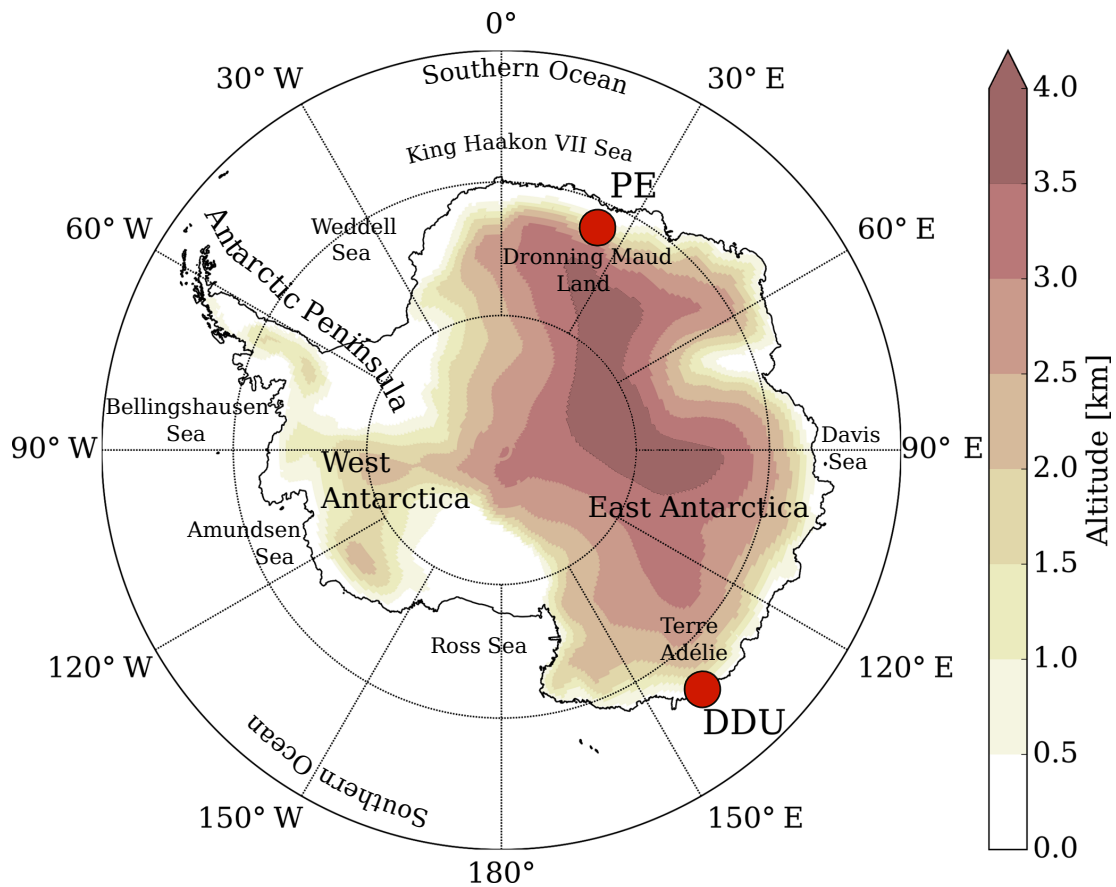 0°
30° W
30° E
Southern Ocean
King Haakon VII Sea
PE
60° W
60° E
Antarctic Peninsula
Weddell
Sea
Dronning Maud
Land
Bellingshausen
Sea
90° W
90° E
Davis
Sea
West
Antarctica
East Antarctica
Amundsen
Sea
Ross Sea
Terre
Adélie
120° W
120° E
DDU
Southern Ocean
150° W
150° E
180°
4.0
3.5
3.0
2.5
2.0
1.5
1.0
0.5
0.0
Altitude [km]